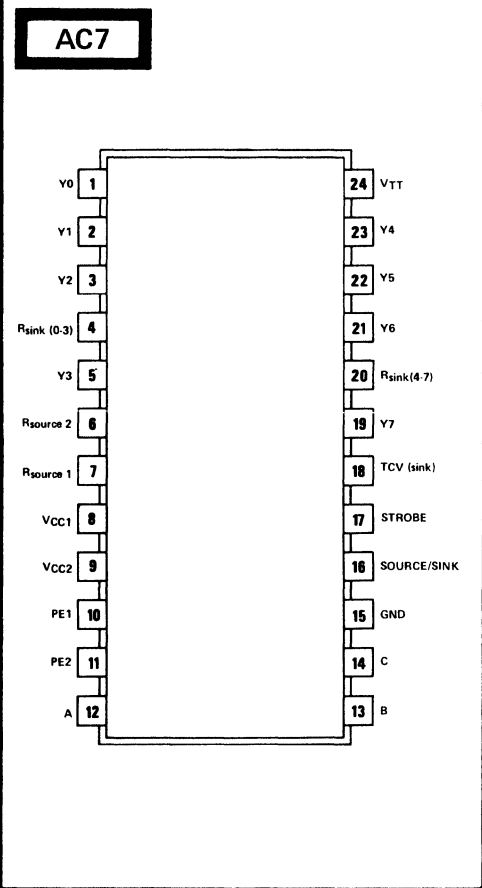 AC7
Y0 1 24 VTT
Y1 2 23 Y4
Y2 3 22 Y5
Rsink (0-3) 4 21 Y6
Y3 5 20 Rsink(4-7)
Rsource 2 6 19 Y7
Rsource 1 7 18 TCV (sink)
VCC1 8 17 STROBE
VCC2 9 16 SOURCE/SINK
PE1 10 15 GND
PE2 11 14 C
A 12 13 B